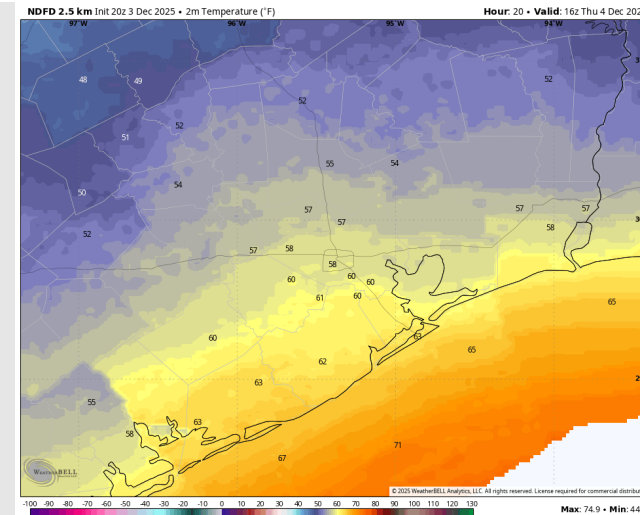 NDFD 2.5 km Init 20z 3 Dec 2025 • 2m Temperature (°F)
Hour: 20 • Valid: 16z Thu 4 Dec 202
97°W 96°W 95°W 94°W
48 49 52 52
52
51
55 54
54
50
57 57 57
57 58
52
57 58
58
60 60 60
61 60
65
60 63
65
62
63
55
63
58
71
67
WeatherBELL
© 2025 WeatherBELL Analytics, LLC. All rights reserved. License required for commercial distribut
-100 -90 -80 -70 -60 -50 -40 -30 -20 -10 0 10 20 30 40 50 60 70 80 90 100 110 120 130
Max: 74.9 • Min: 44